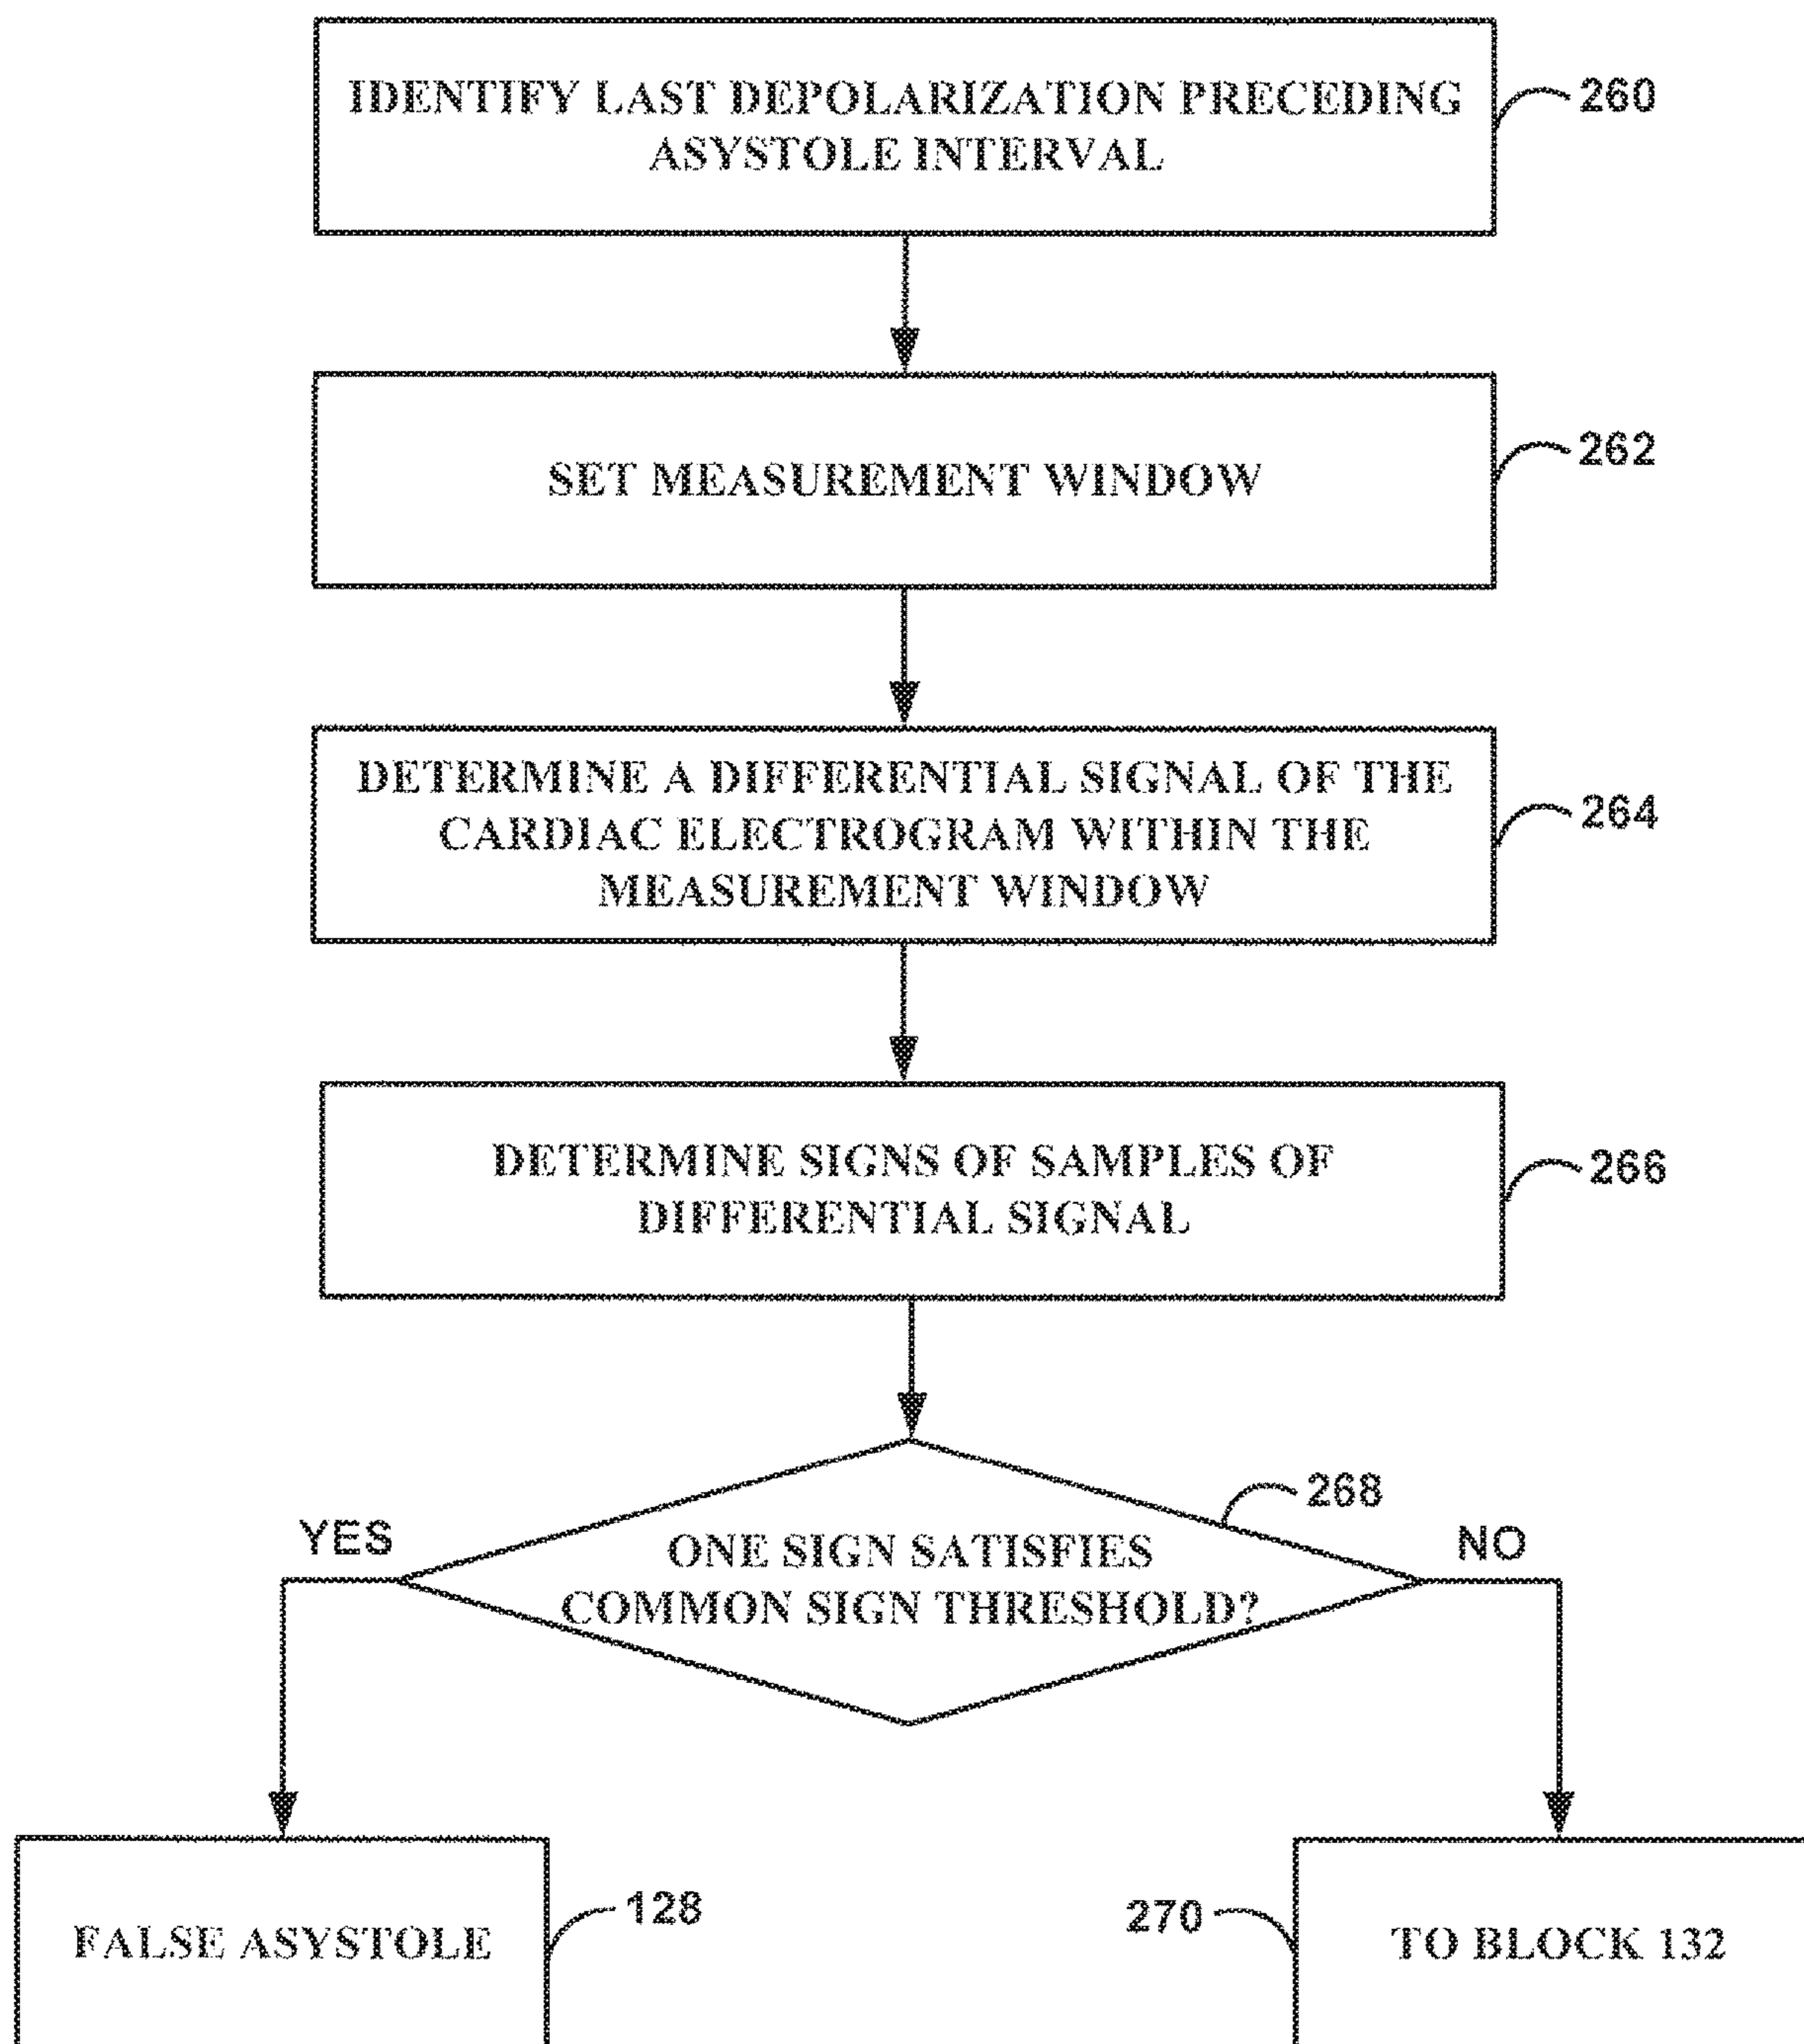 IDENTIFY LAST DEPOLARIZATION PRECEDING
ASYSTOLE INTERVAL
260
SET MEASUREMENT WINDOW
262
DETERMINE A DIFFERENTIAL SIGNAL OF THE
CARDIAC ELECTROGRAM WITHIN THE
MEASUREMENT WINDOW
264
DETERMINE SIGNS OF SAMPLES OF
DIFFERENTIAL SIGNAL
266
268
YES
NO
ONE SIGN SATISFIES
COMMON SIGN THRESHOLD?
FALSE ASYSTOLE
128
270
TO BLOCK 132